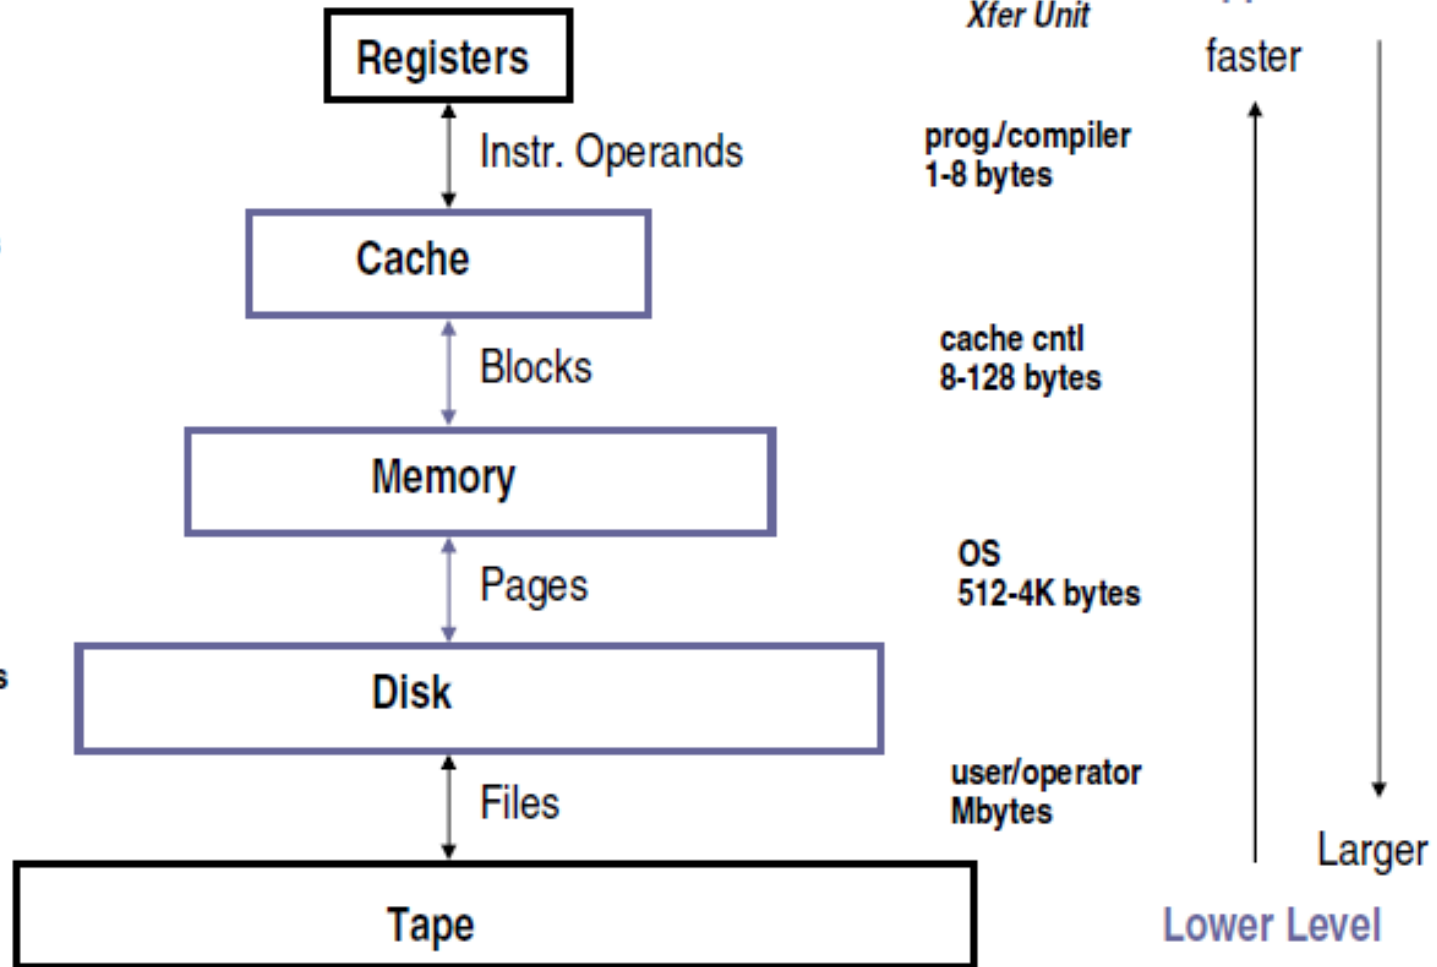 Xfer Unit
Registers
faster
Instr. Operands
prog./compiler
1-8 bytes
Cache
cache cntl
8-128 bytes
Blocks
Memory
OS
512-4K bytes
Pages
Disk
user/operator
Mbytes
Files
Larger
Tape
Lower Level